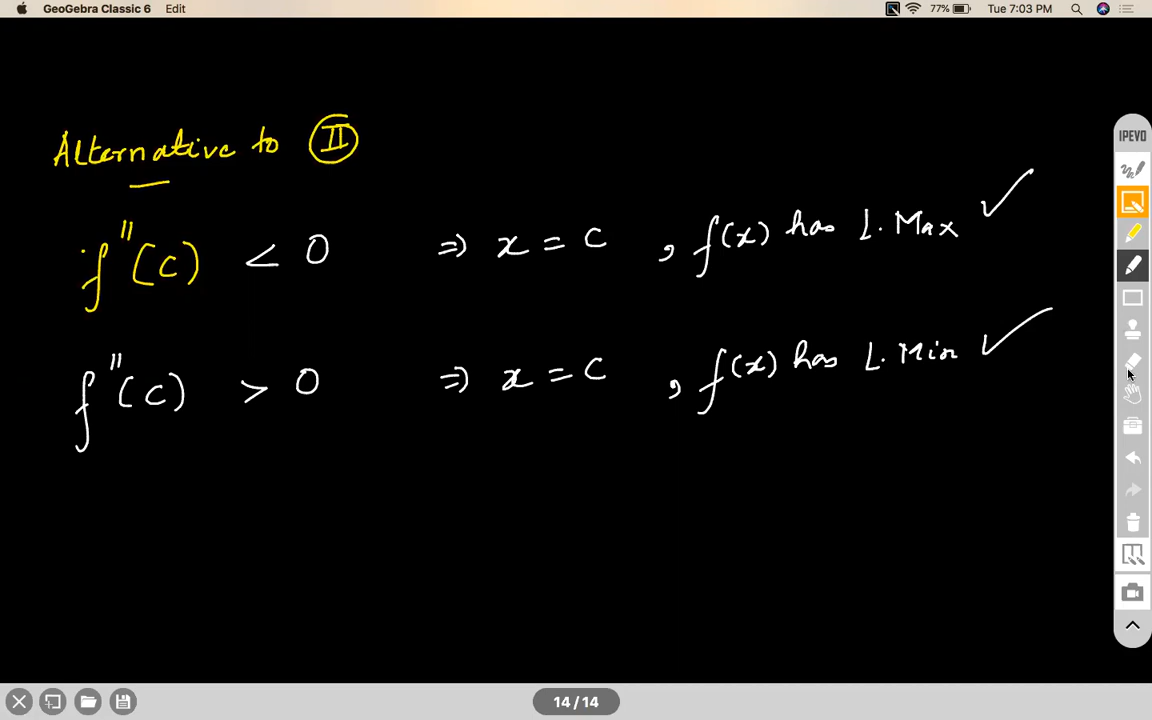 GeoGebra Classic 6 Edit 77% Tue 7:03 PM
Alternative to II
f''(c) < 0 ⇒ x = c , f(x) has L. Max ✓
f''(c) > 0 ⇒ x = c , f(x) has L. Min ✓
IPEVO
14 / 14